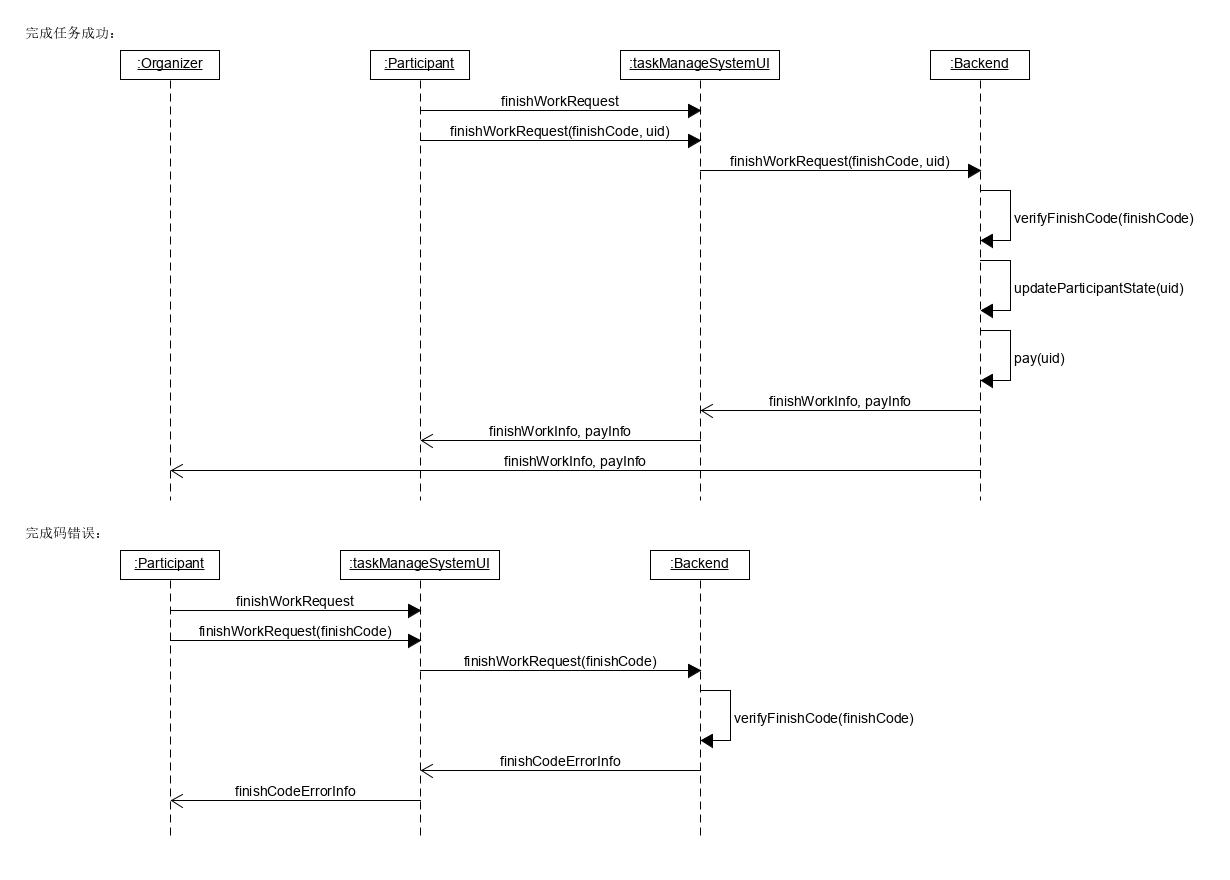 完成任务成功：
:Organizer
:Participant
:taskManageSystemUI
:Backend
finishWorkRequest
finishWorkRequest(finishCode, uid)
finishWorkRequest(finishCode, uid)
verifyFinishCode(finishCode)
updateParticipantState(uid)
pay(uid)
finishWorkInfo, payInfo
finishWorkInfo, payInfo
finishWorkInfo, payInfo
完成码错误：
:Participant
:taskManageSystemUI
:Backend
finishWorkRequest
finishWorkRequest(finishCode)
finishWorkRequest(finishCode)
verifyFinishCode(finishCode)
finishCodeErrorInfo
finishCodeErrorInfo